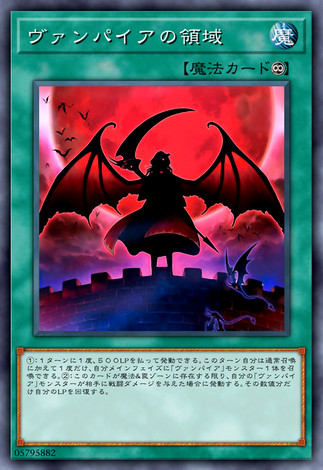 ヴァンパイアの領域
魔
【魔法カード♾】
①：１ターンに１度、５００LPを払って発動できる。このターン自分は通常召喚
に加えて１度だけ、自分メインフェイズに「ヴァンパイア」モンスター１体を召
喚できる。②：このカードが魔法&罠ゾーンに存在する限り、自分の「ヴァンパイ
ア」モンスターが相手に戦闘ダメージを与えた場合に発動する。その数値分だ
け自分のLPを回復する。
05795882